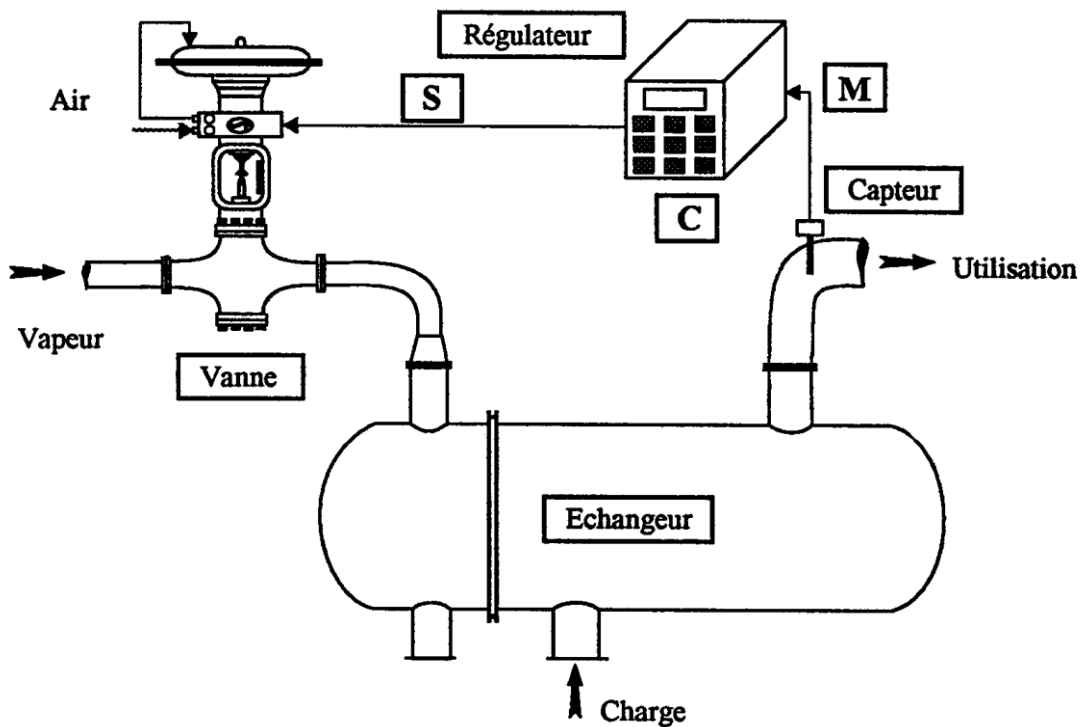 Régulateur
Air
S
M
Capteur
C
Utilisation
Vapeur
Vanne
Echangeur
Charge